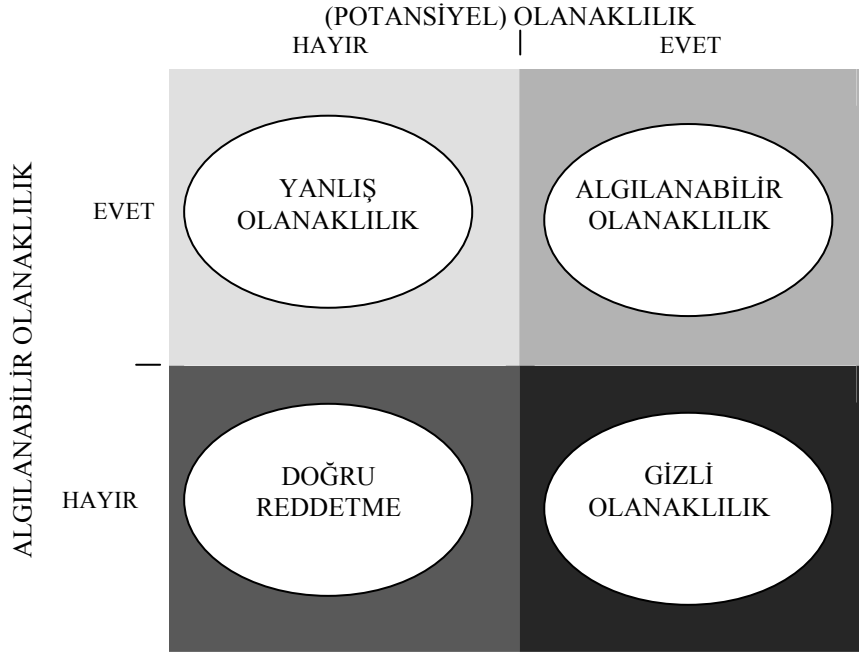 (POTANSİYEL) OLANAKLILIK
HAYIR
EVET
ALGILANABİLİR OLANAKLILIK
EVET
YANLIŞ
OLANAKLILIK
ALGILANABİLİR
OLANAKLILIK
HAYIR
DOĞRU
REDDETME
GİZLİ
OLANAKLILIK